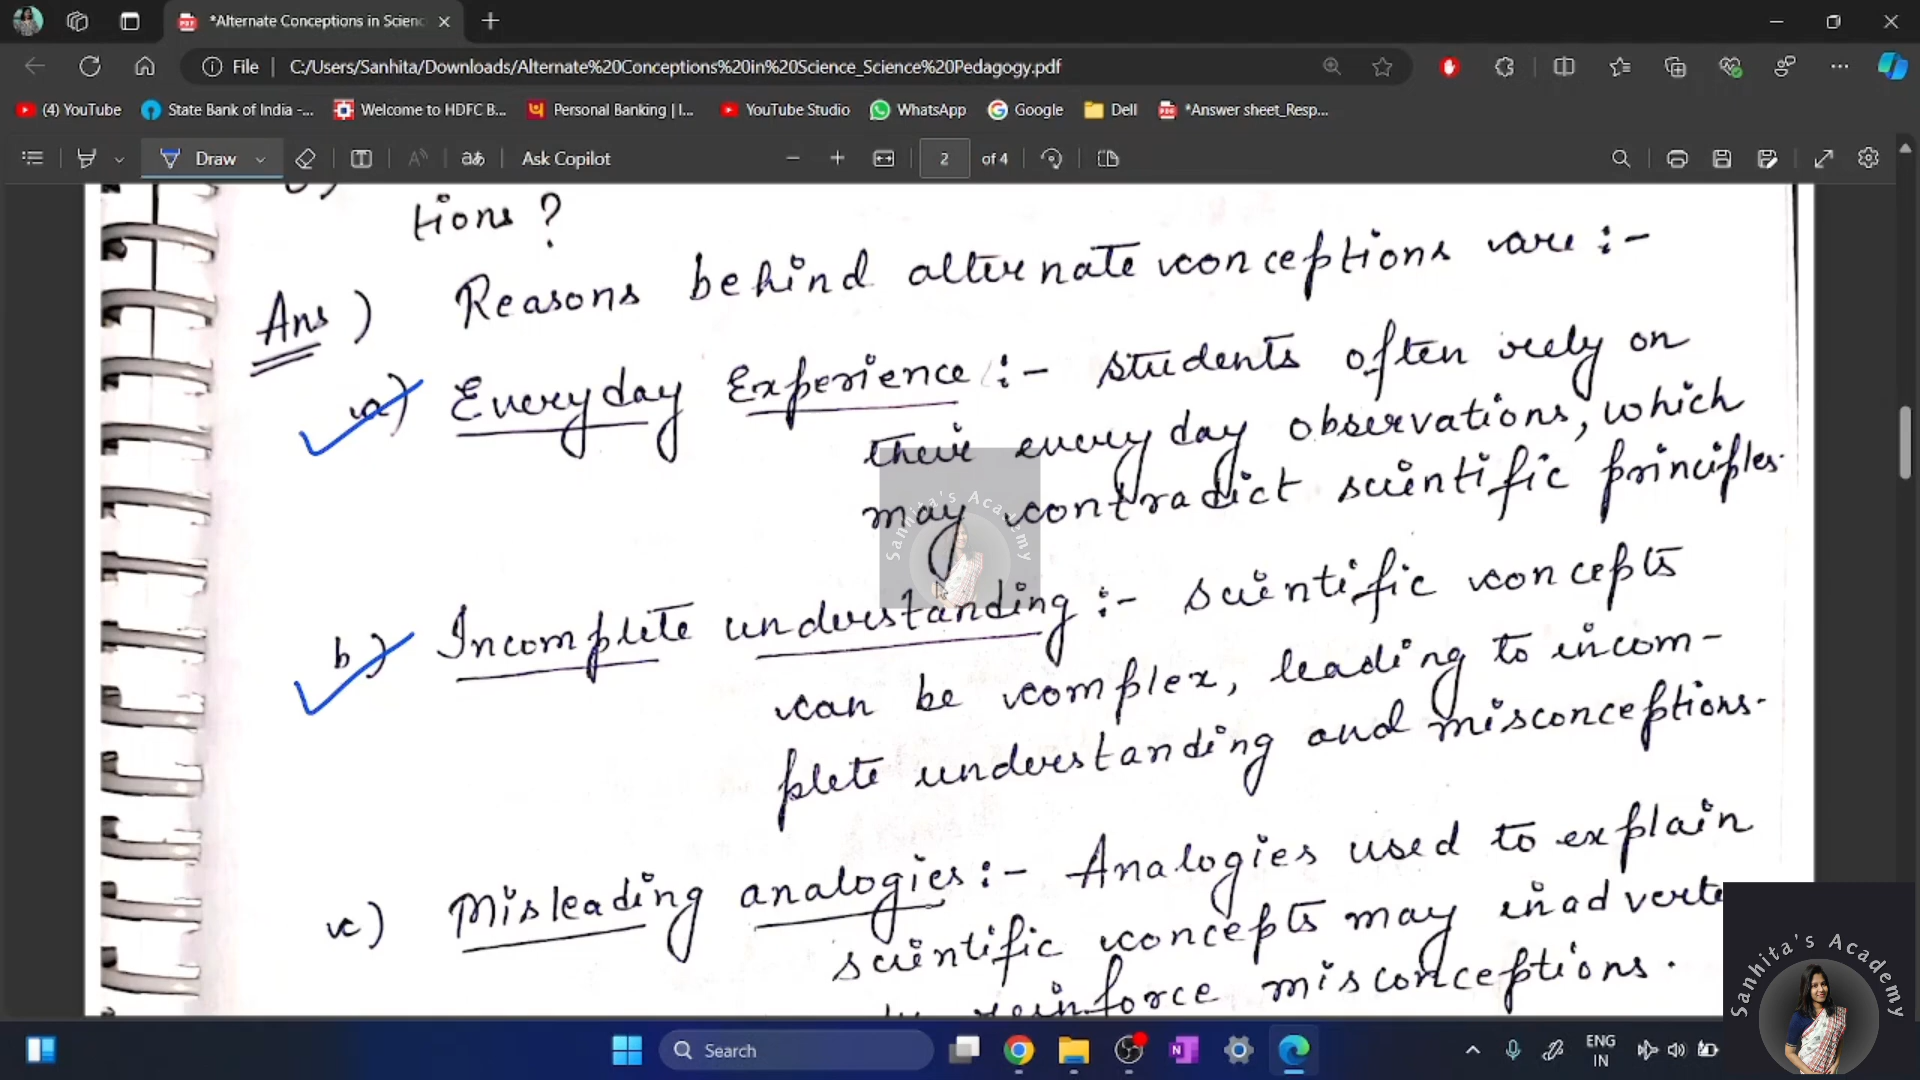 *Alternate Conceptions in Scienc
File
C:/Users/Sanhita/Downloads/Alternate%20Conceptions%20in%20Science_Science%20Pedagogy.pdf
(4) YouTube
State Bank of India -...
Welcome to HDFC B...
Personal Banking | I...
YouTube Studio
WhatsApp
Google
Dell
*Answer sheet_Resp...
Draw
Ask Copilot
2 of 4
tions ?
Ans) Reasons behind alternate conceptions are :-
a) Everyday Experience :- Students often rely on
their everyday observations, which
may contradict scientific principles.
b) Incomplete understanding :- Scientific concepts
can be complex, leading to incom-
plete understanding and misconceptions.
c) Misleading analogies :- Analogies used to explain
scientific concepts may inadverte
reinforce misconceptions.
Sanhita's Academy
Sanhita's Academy
Search
ENG
IN